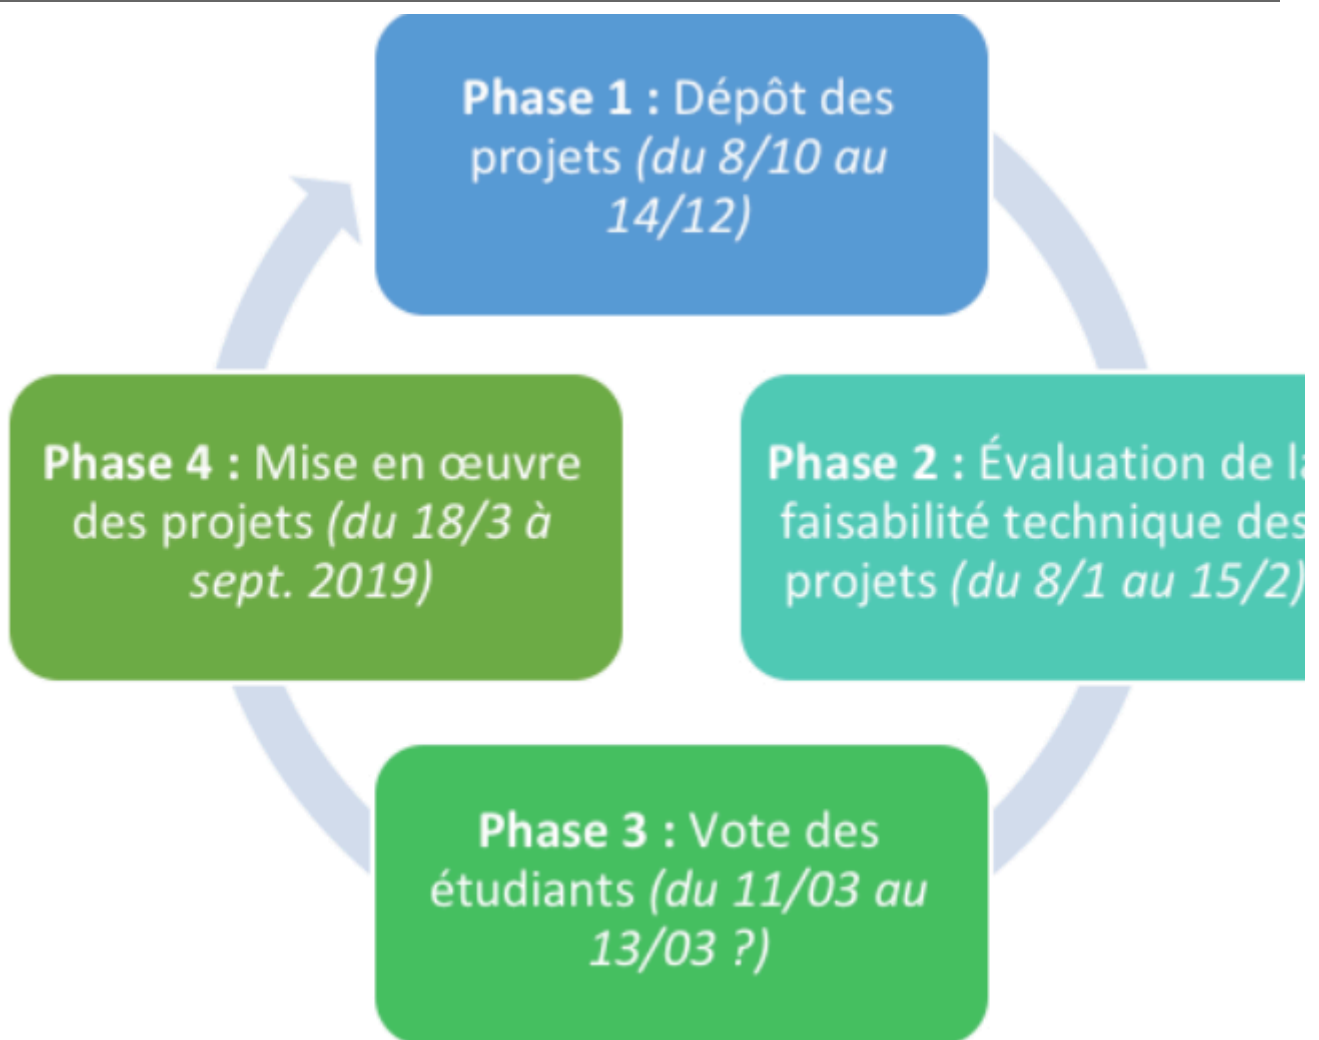 Phase 1 : Dépôt des
projets (du 8/10 au
14/12)
Phase 2 : Évaluation de la
faisabilité technique des
projets (du 8/1 au 15/2)
Phase 3 : Vote des
étudiants (du 11/03 au
13/03 ?)
Phase 4 : Mise en œuvre
des projets (du 18/3 à
sept. 2019)